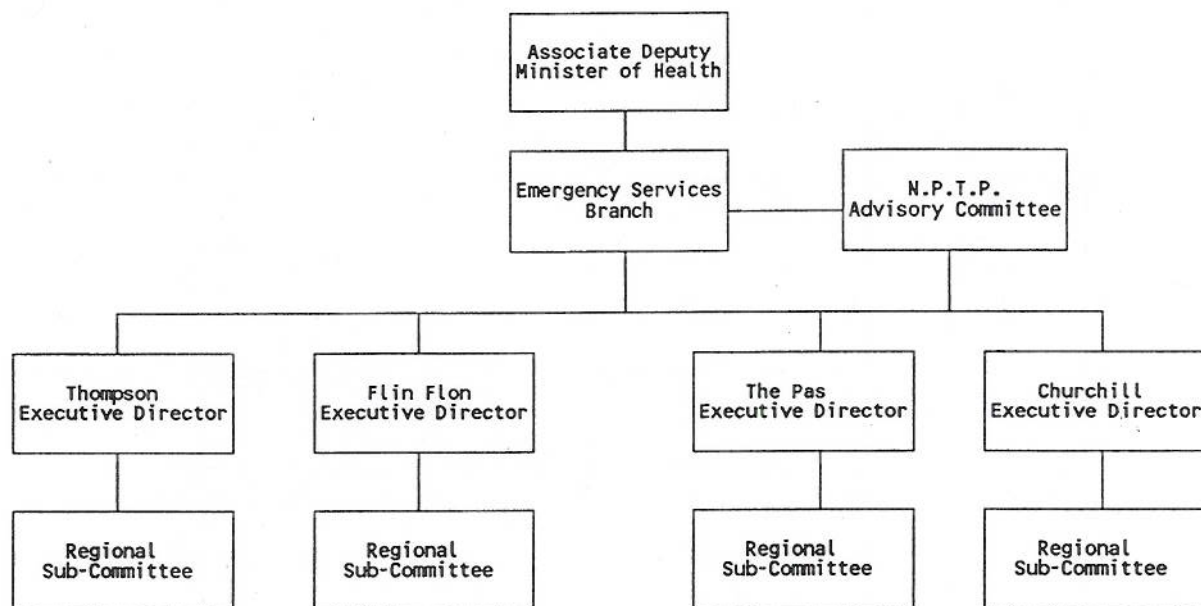 Associate Deputy
Minister of Health
Emergency Services
Branch
N.P.T.P.
Advisory Committee
Thompson
Executive Director
Flin Flon
Executive Director
The Pas
Executive Director
Churchill
Executive Director
Regional
Sub-Committee
Regional
Sub-Committee
Regional
Sub-Committee
Regional
Sub-Committee